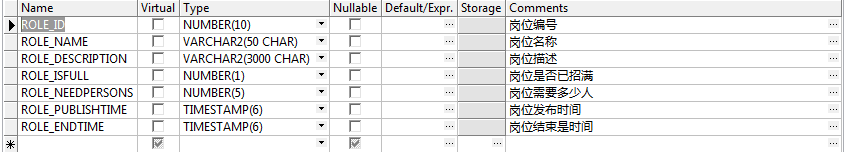 Name Virtual Type Nullable Default/Expr. Storage Comments
ROLE_ID NUMBER(10) ... 岗位编号 ...
ROLE_NAME VARCHAR2(50 CHAR) ... 岗位名称 ...
ROLE_DESCRIPTION VARCHAR2(3000 CHAR) ... 岗位描述 ...
ROLE_ISFULL NUMBER(1) ... 岗位是否已招满 ...
ROLE_NEEDPERSONS NUMBER(5) ... 岗位需要多少人 ...
ROLE_PUBLISHTIME TIMESTAMP(6) ... 岗位发布时间 ...
ROLE_ENDTIME TIMESTAMP(6) ... 岗位结束是时间 ...
* ... ... ...